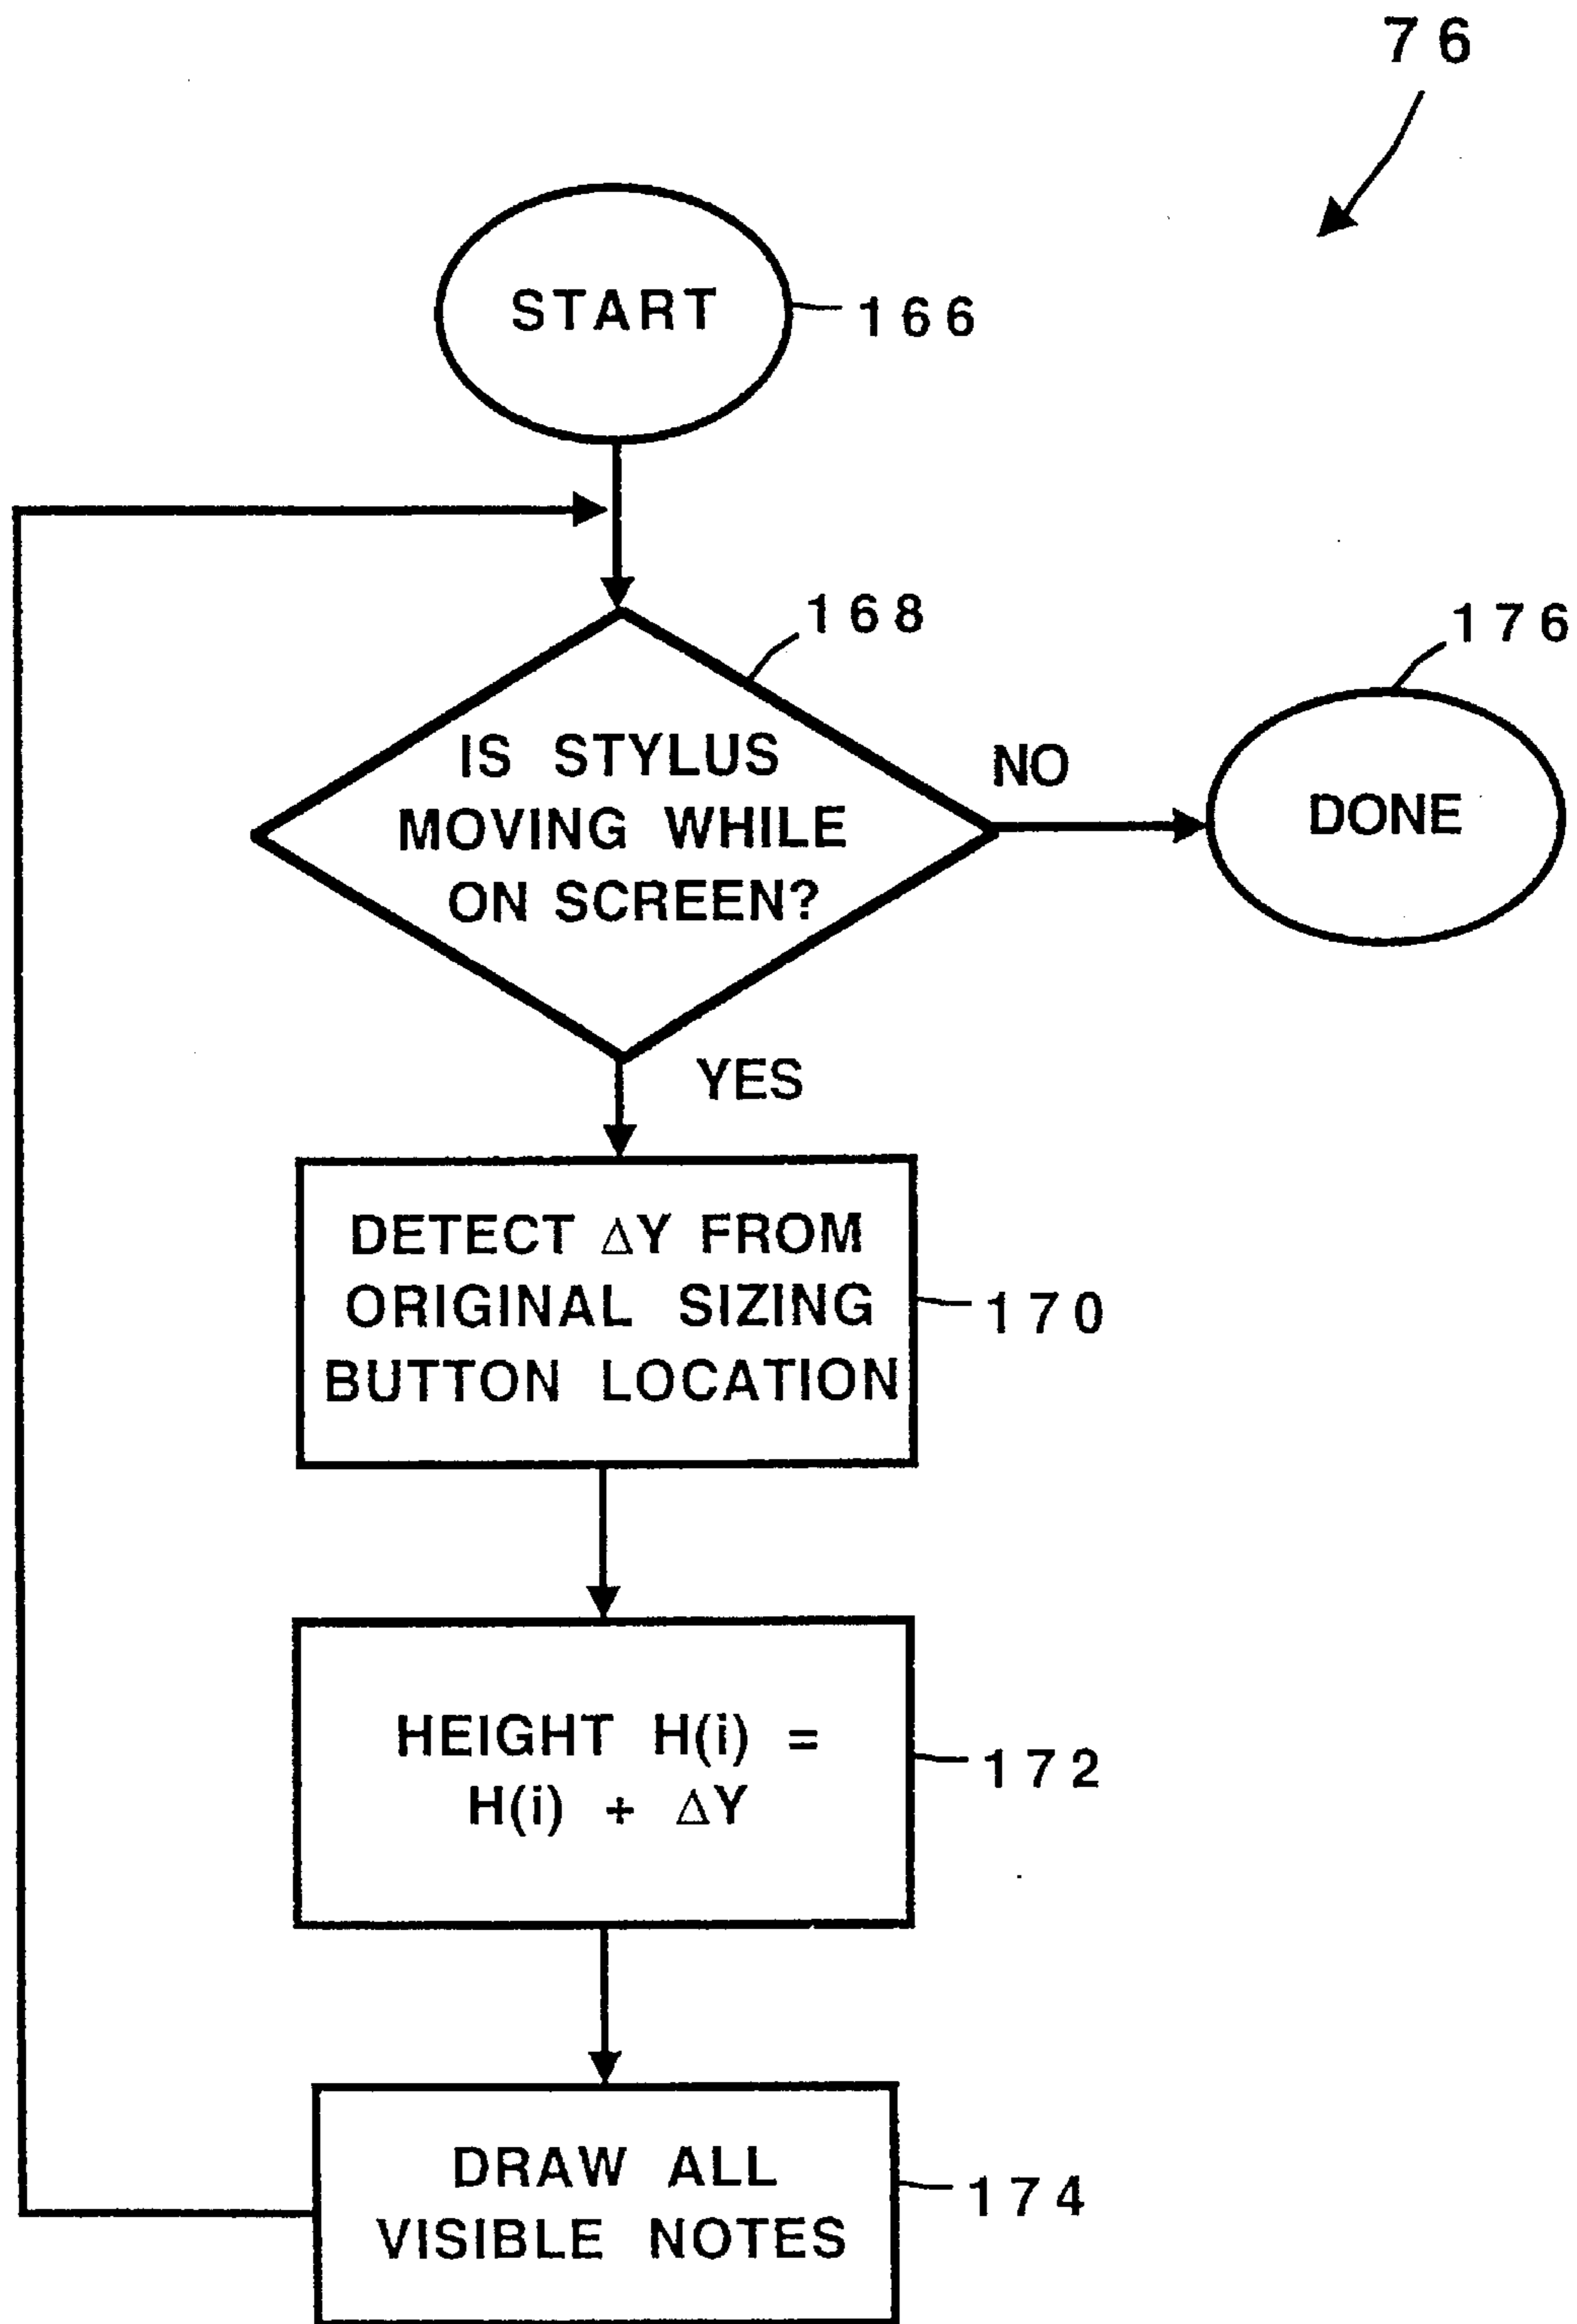 76
START
166
168
IS STYLUS
MOVING WHILE
ON SCREEN?
NO
176
DONE
YES
DETECT ΔY FROM
ORIGINAL SIZING
BUTTON LOCATION
170
HEIGHT H(i) =
H(i) + ΔY
172
DRAW ALL
VISIBLE NOTES
174